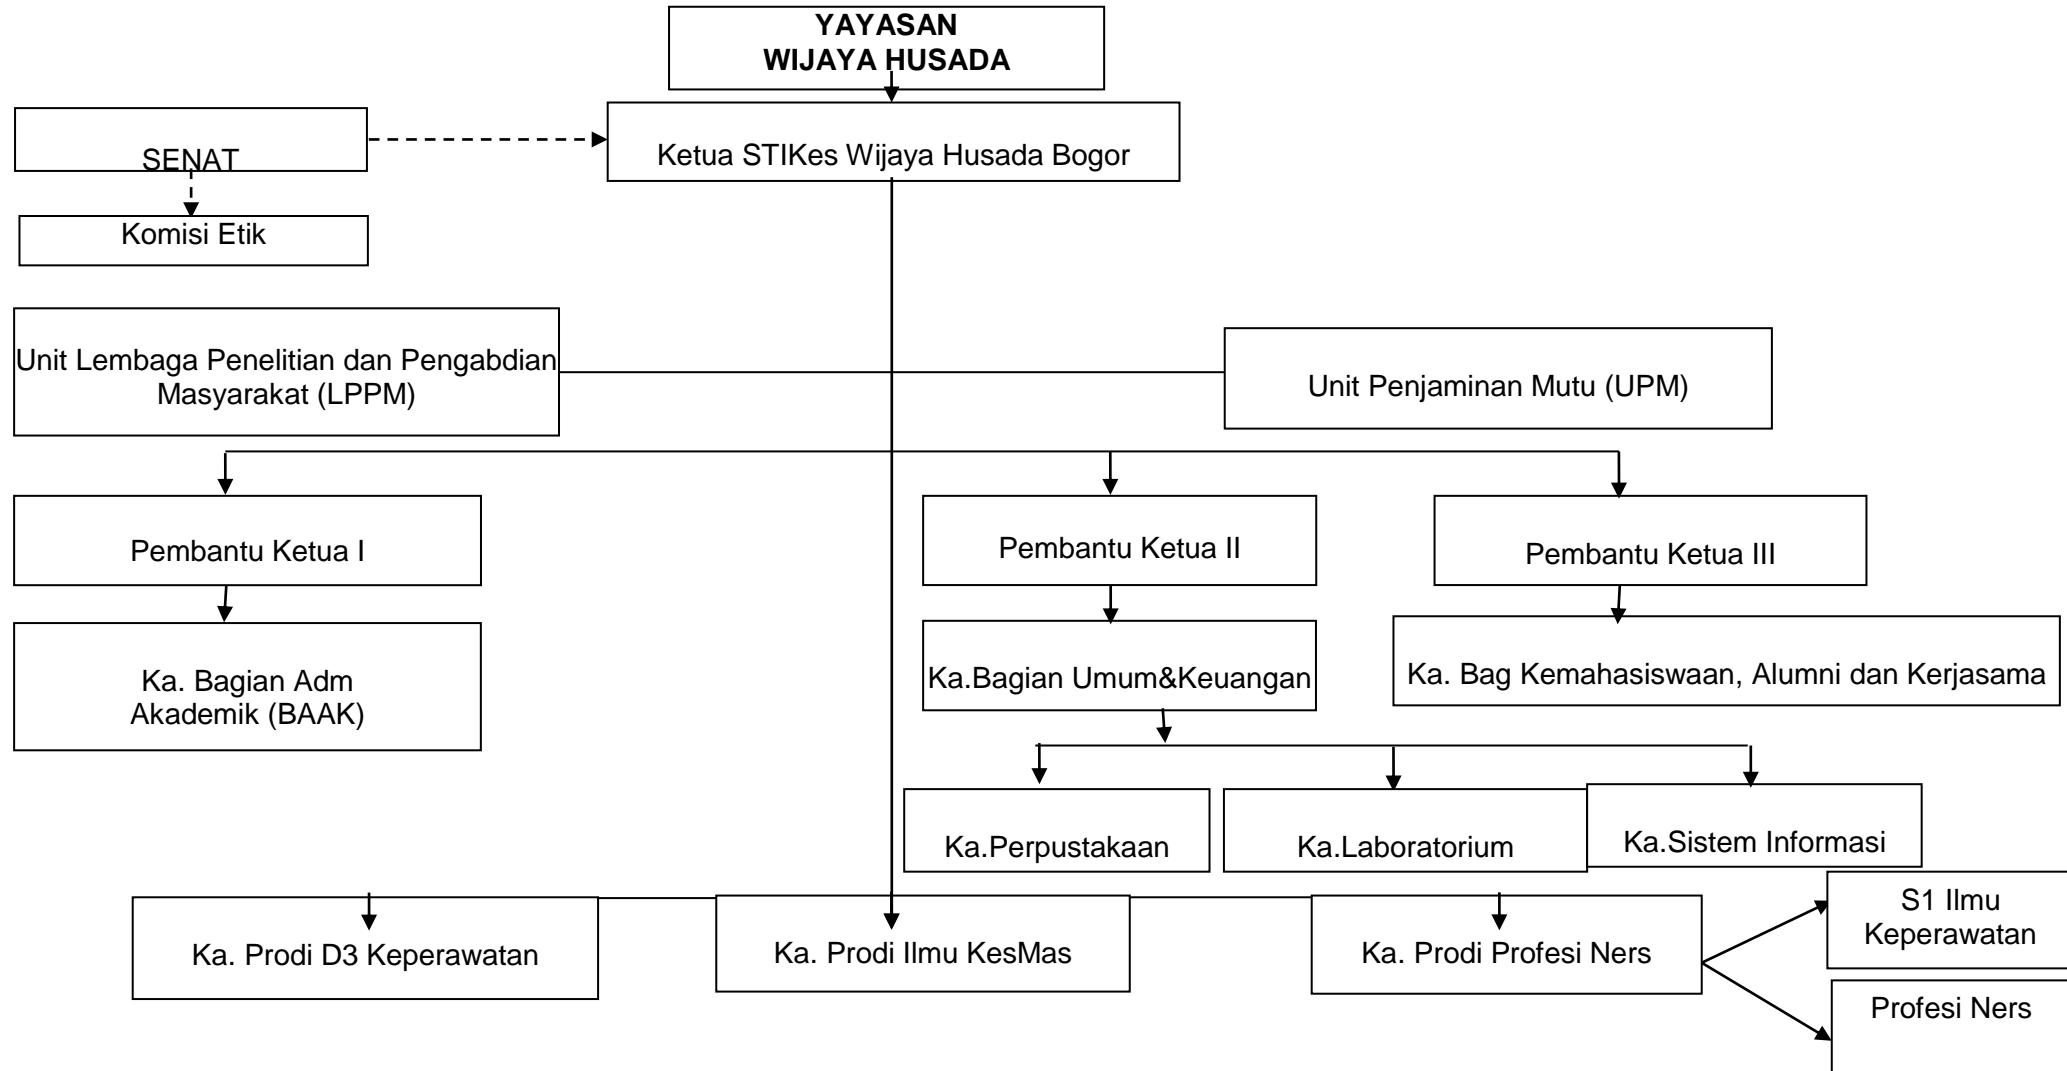 YAYASAN
WIJAYA HUSADA
SENAT
Ketua STIKes Wijaya Husada Bogor
Komisi Etik
Unit Lembaga Penelitian dan Pengabdian
Masyarakat (LPPM)
Unit Penjaminan Mutu (UPM)
Pembantu Ketua I
Pembantu Ketua II
Pembantu Ketua III
Ka. Bagian Adm
Akademik (BAAK)
Ka.Bagian Umum&Keuangan
Ka. Bag Kemahasiswaan, Alumni dan Kerjasama
Ka.Perpustakaan
Ka.Laboratorium
Ka.Sistem Informasi
Ka. Prodi D3 Keperawatan
Ka. Prodi Ilmu KesMas
Ka. Prodi Profesi Ners
S1 Ilmu
Keperawatan
Profesi Ners